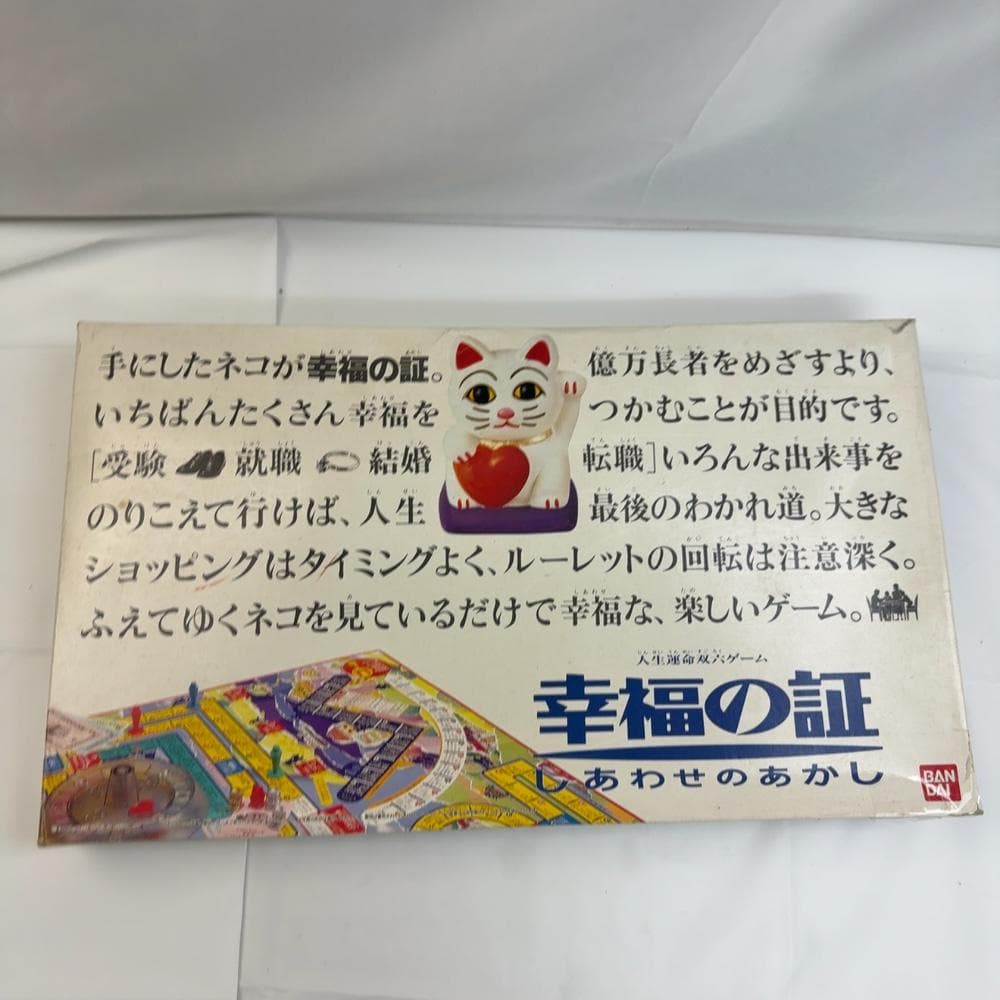 手にしたネコが幸福の証。 億万長者をめざすより、
いちばんたくさん幸福を つかむことが目的です。
[受験 就職 結婚 転職]いろんな出来事を
のりこえて行けば、人生 最後のわかれ道。大きな
ショッピングはタイミングよく、ルーレットの回転は注意深く。
ふえてゆくネコを見ているだけで幸福な、楽しいゲーム。
人生運命双六ゲーム
幸福の証
しあわせのあかし
BAN
DAI